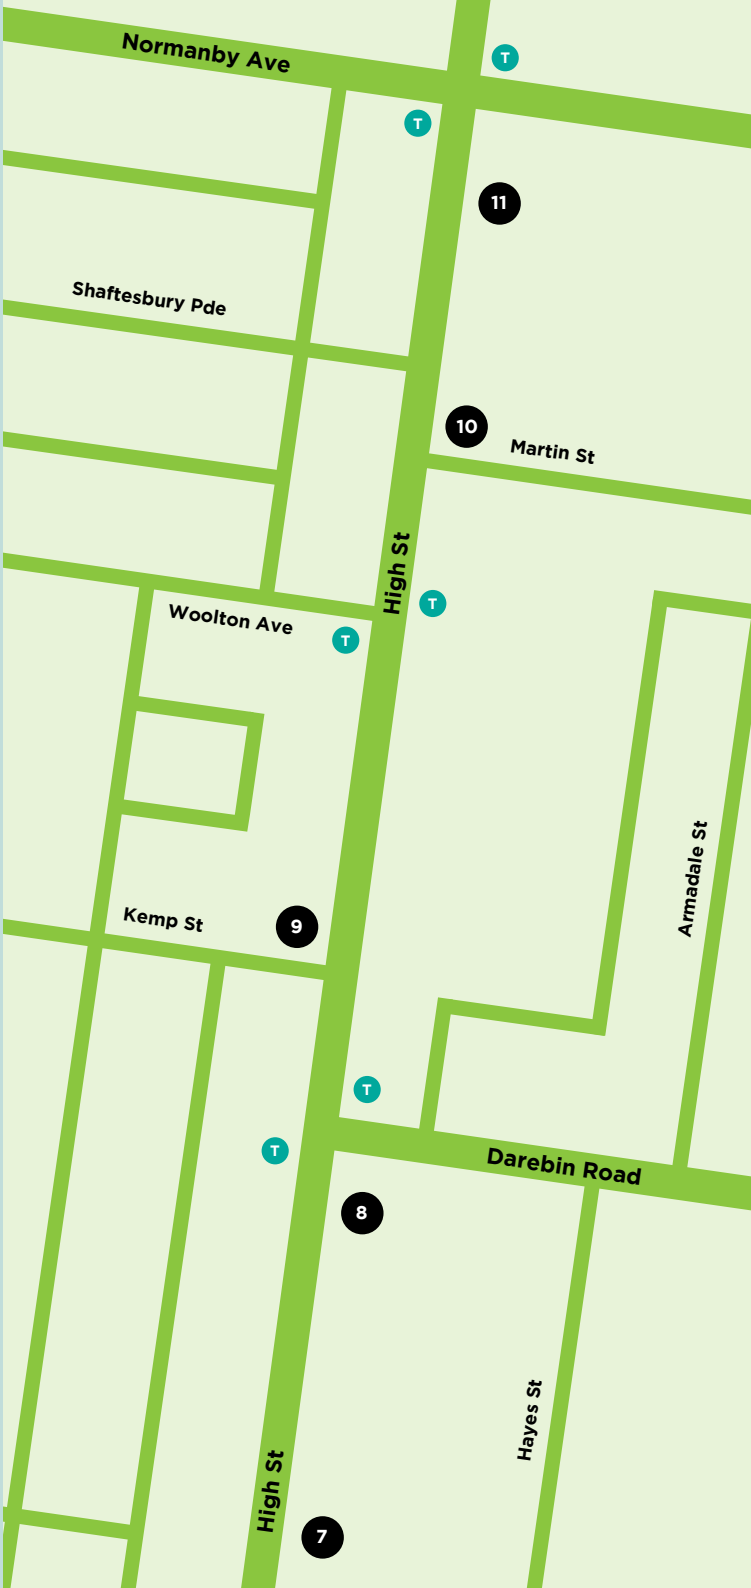 Normanby Ave
T
T
11
Shaftesbury Pde
10
Martin St
High St
T
Woolton Ave
T
Armadale St
Kemp St
9
T
T
Darebin Road
8
Hayes St
High St
7